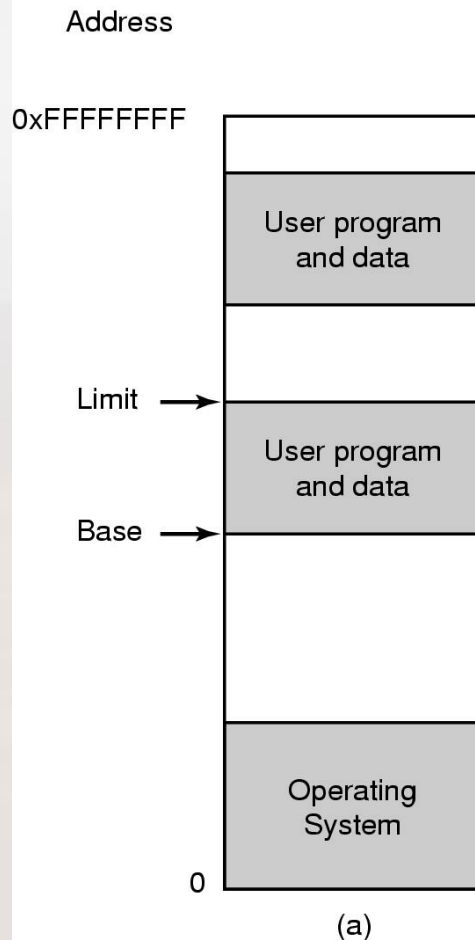 Address
0xFFFFFFFF
User program
and data
Limit
User program
and data
Base
Operating
System
0
(a)